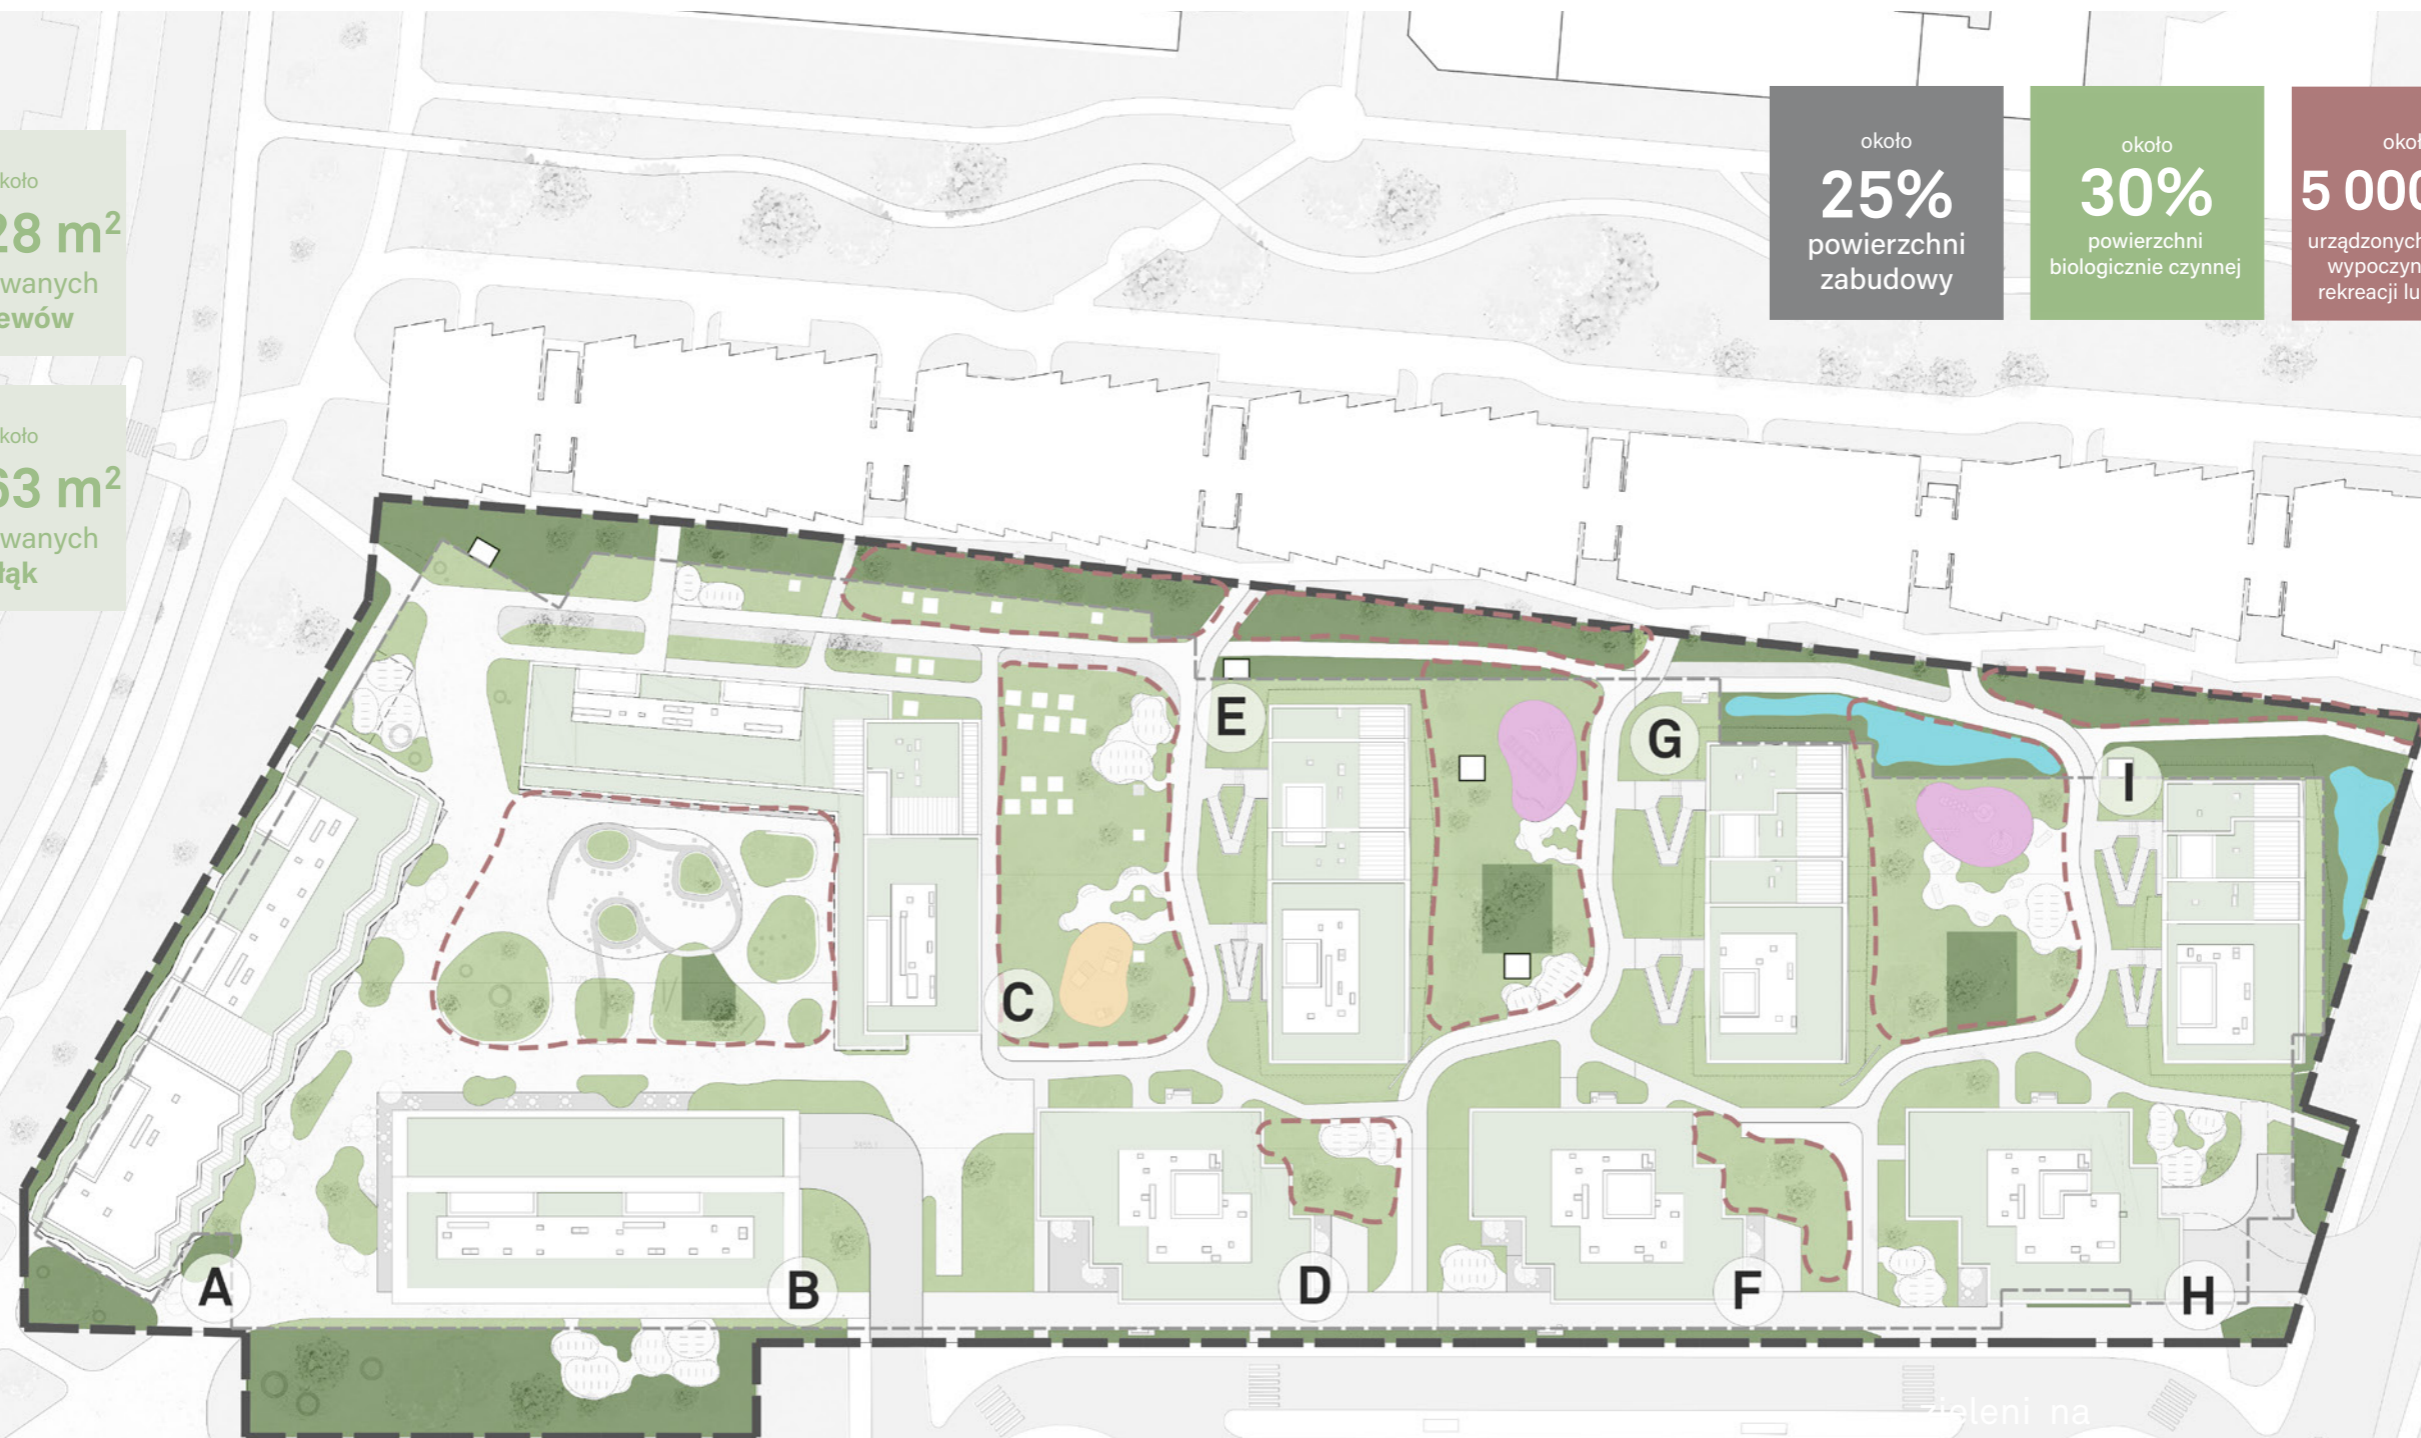 około
25%
powierzchni
zabudowy
około
30%
powierzchni
biologicznie czynnej
około
5 000
urządzonych
wypoczyn
rekreacji lu
koło
28 m²
wanych
ewów
koło
63 m²
wanych
łąk
E
G
I
C
A
B
D
F
H
zieleni na